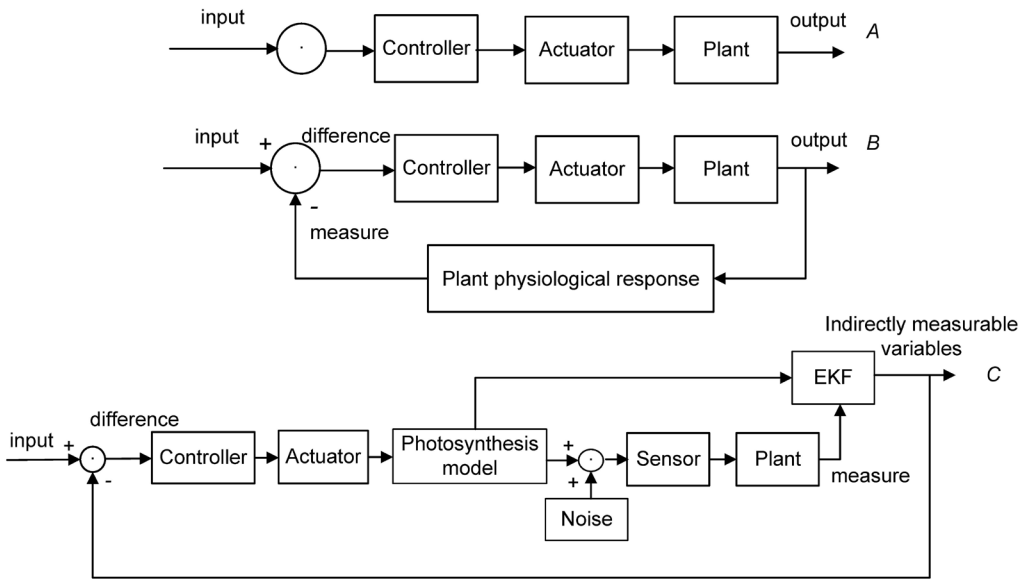 input
Controller
Actuator
Plant
output
A
input
+
difference
Controller
Actuator
Plant
output
B
-
measure
Plant physiological response
Indirectly measurable
variables
EKF
C
input
+
difference
Controller
Actuator
Photosynthesis
model
+
Sensor
Plant
measure
-
+
Noise